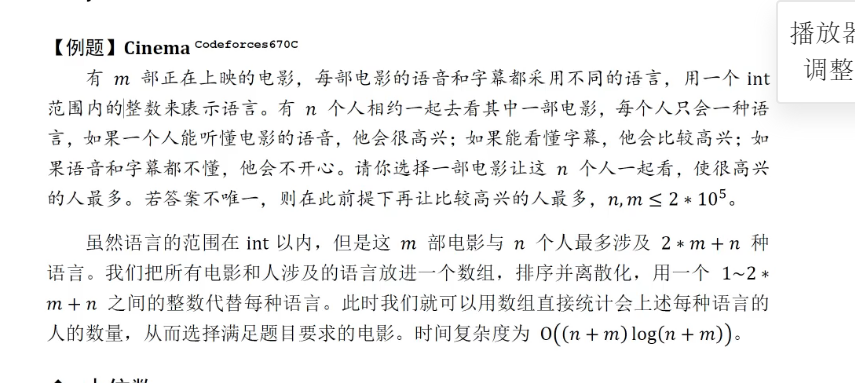 【例题】Cinema Codeforces670C
播放器
调整
有 m 部正在上映的电影，每部电影的语音和字幕都采用不同的语言，用一个 int
范围内的整数来表示语言。有 n 个人相约一起去看其中一部电影，每个人只会一种语
言，如果一个人能听懂电影的语音，他会很高兴；如果能看懂字幕，他会比较高兴；如
果语音和字幕都不懂，他会不开心。请你选择一部电影让这 n 个人一起看，使很高兴
的人最多。若答案不唯一，则在此前提下再让比较高兴的人最多，n,m ≤ 2 * 10⁵。
虽然语言的范围在 int 以内，但是这 m 部电影与 n 个人最多涉及 2 * m + n 种
语言。我们把所有电影和人涉及的语言放进一个数组，排序并离散化，用一个 1~2 *
m + n 之间的整数代替每种语言。此时我们就可以用数组直接统计会上述每种语言的
人的数量，从而选择满足题目要求的电影。时间复杂度为 O((n + m) log(n + m))。